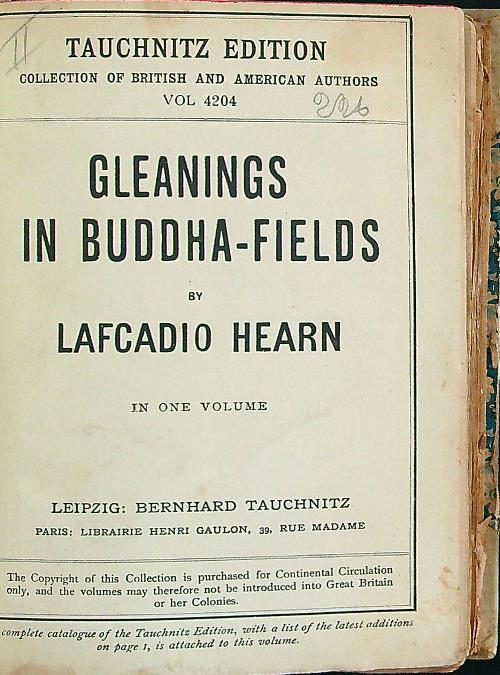 TAUCHNITZ EDITION
COLLECTION OF BRITISH AND AMERICAN AUTHORS
VOL 4204
GLEANINGS
IN BUDDHA-FIELDS
BY
LAFCADIO HEARN
IN ONE VOLUME
LEIPZIG: BERNHARD TAUCHNITZ
PARIS: LIBRAIRIE HENRI GAULON, 39, RUE MADAME
The Copyright of this Collection is purchased for Continental Circulation
only, and the volumes may therefore not be introduced into Great Britain
or her Colonies.
complete catalogue of the Tauchnitz Edition, with a list of the latest additions
on page 1, is attached to this volume.